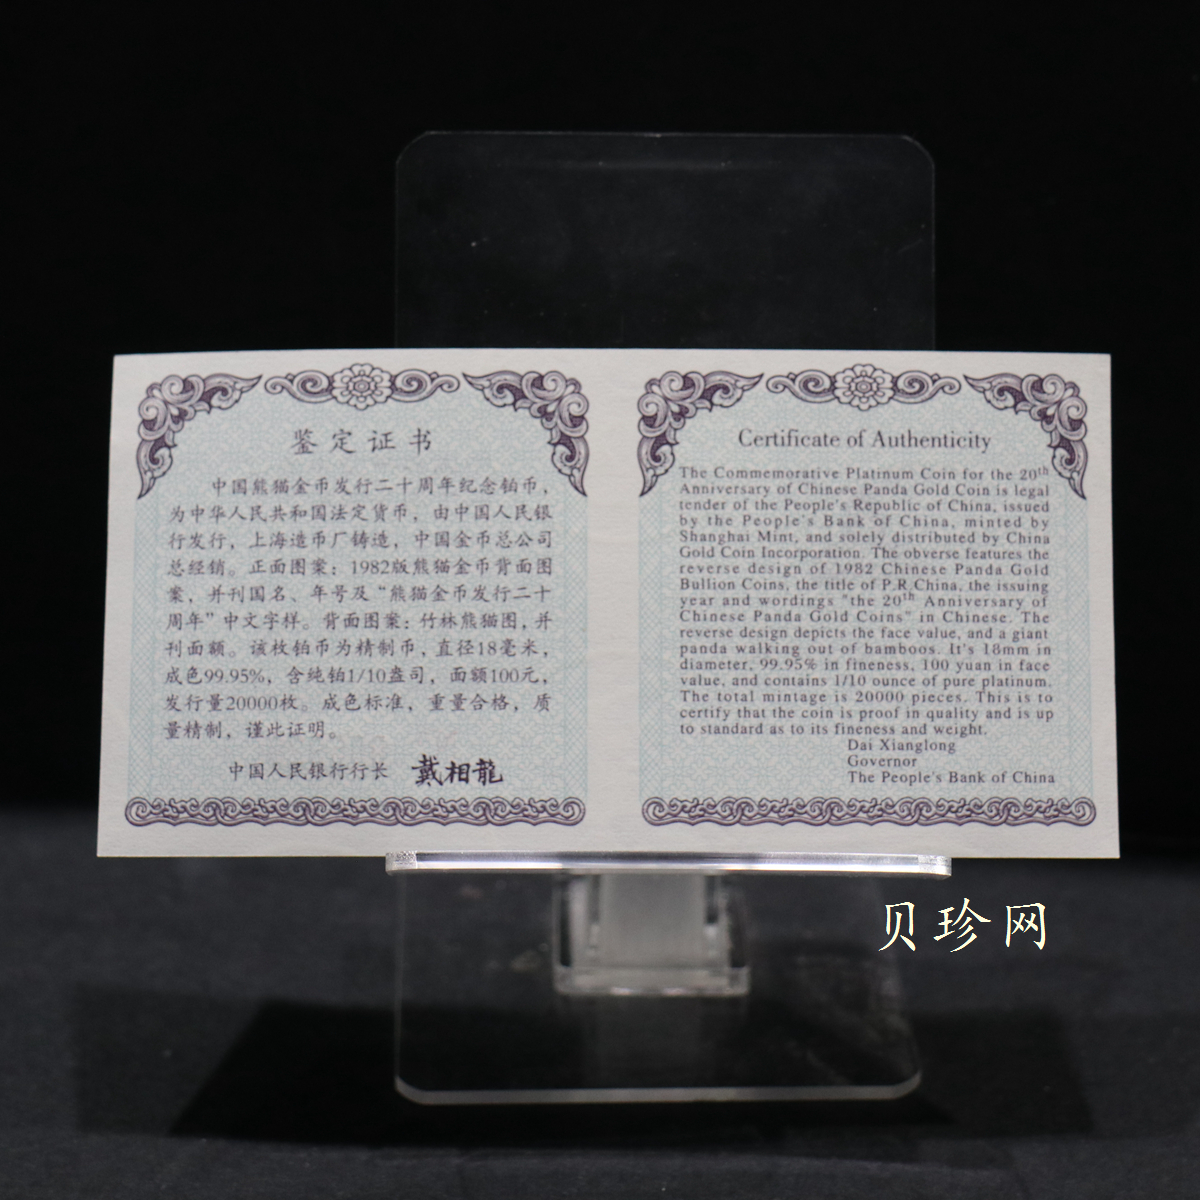 鉴定证书
中国熊猫金币发行二十周年纪念铂币，
为中华人民共和国法定货币，由中国人民银
行发行，上海造币厂铸造，中国金币总公司
总经销。正面图案：1982版熊猫金币背面图
案，并刊国名、年号及“熊猫金币发行二十
周年”中文字样。背面图案：竹林熊猫图，并
刊面额。该枚铂币为精制币，直径18毫米，
成色99.95%，含纯铂1/10盎司，面额100元，
发行量20000枚。成色标准，重量合格，质
量精制，谨此证明。
中国人民银行行长 戴相龍
Certificate of Authenticity
The Commemorative Platinum Coin for the 20th
Anniversary of Chinese Panda Gold Coin is legal
tender of the People's Republic of China, issued
by the People's Bank of China, minted by
Shanghai Mint, and solely distributed by China
Gold Coin Incorporation. The obverse features the
reverse design of 1982 Chinese Panda Gold
Bullion Coins, the title of P.R.China, the issuing
year and wordings "the 20th Anniversary of
Chinese Panda Gold Coins" in Chinese. The
reverse design depicts the face value, and a giant
panda walking out of bamboos. It's 18mm in
diameter, 99.95% in fineness, 100 yuan in face
value, and contains 1/10 ounce of pure platinum.
The total mintage is 20000 pieces. This is to
certify that the coin is proof in quality and is up
to standard as to its fineness and weight.
Dai Xianglong
Governor
The People's Bank of China
贝珍网